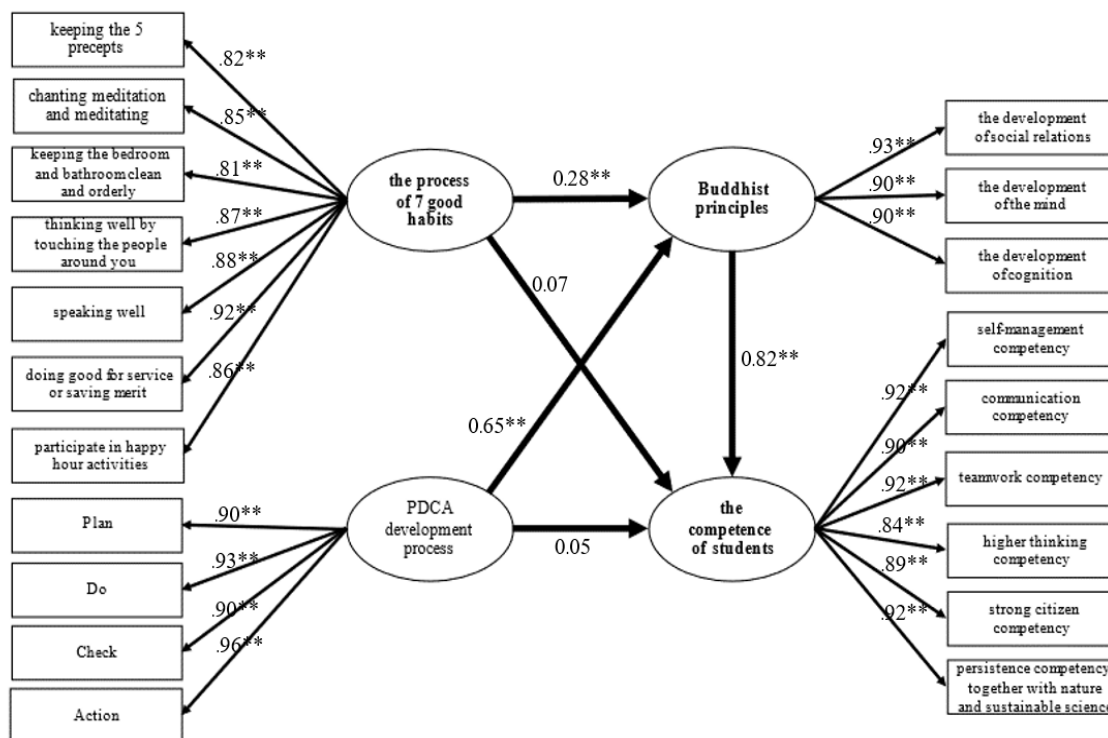 keeping the 5
precepts
chanting meditation
and meditating
keeping the bedroom
and bathroom clean
and orderly
thinking well by
touching the people
around you
speaking well
doing good for service
or saving merit
participate in happy
hour activities
Plan
Do
Check
Action
.82**
.85**
.81**
.87**
.88**
.92**
.86**
.90**
.93**
.90**
.96**
the process
of 7 good
habits
PDCA
development
process
0.28**
0.07
0.65**
0.05
0.82**
Buddhist
principles
the
competence
of students
.93**
.90**
.90**
.92**
.90**
.92**
.84**
.89**
.92**
the development
of social relations
the development
of the mind
the development
of cognition
self-management
competency
communication
competency
teamwork competency
higher thinking
competency
strong citizen
competency
persistence competency
together with nature
and sustainable science